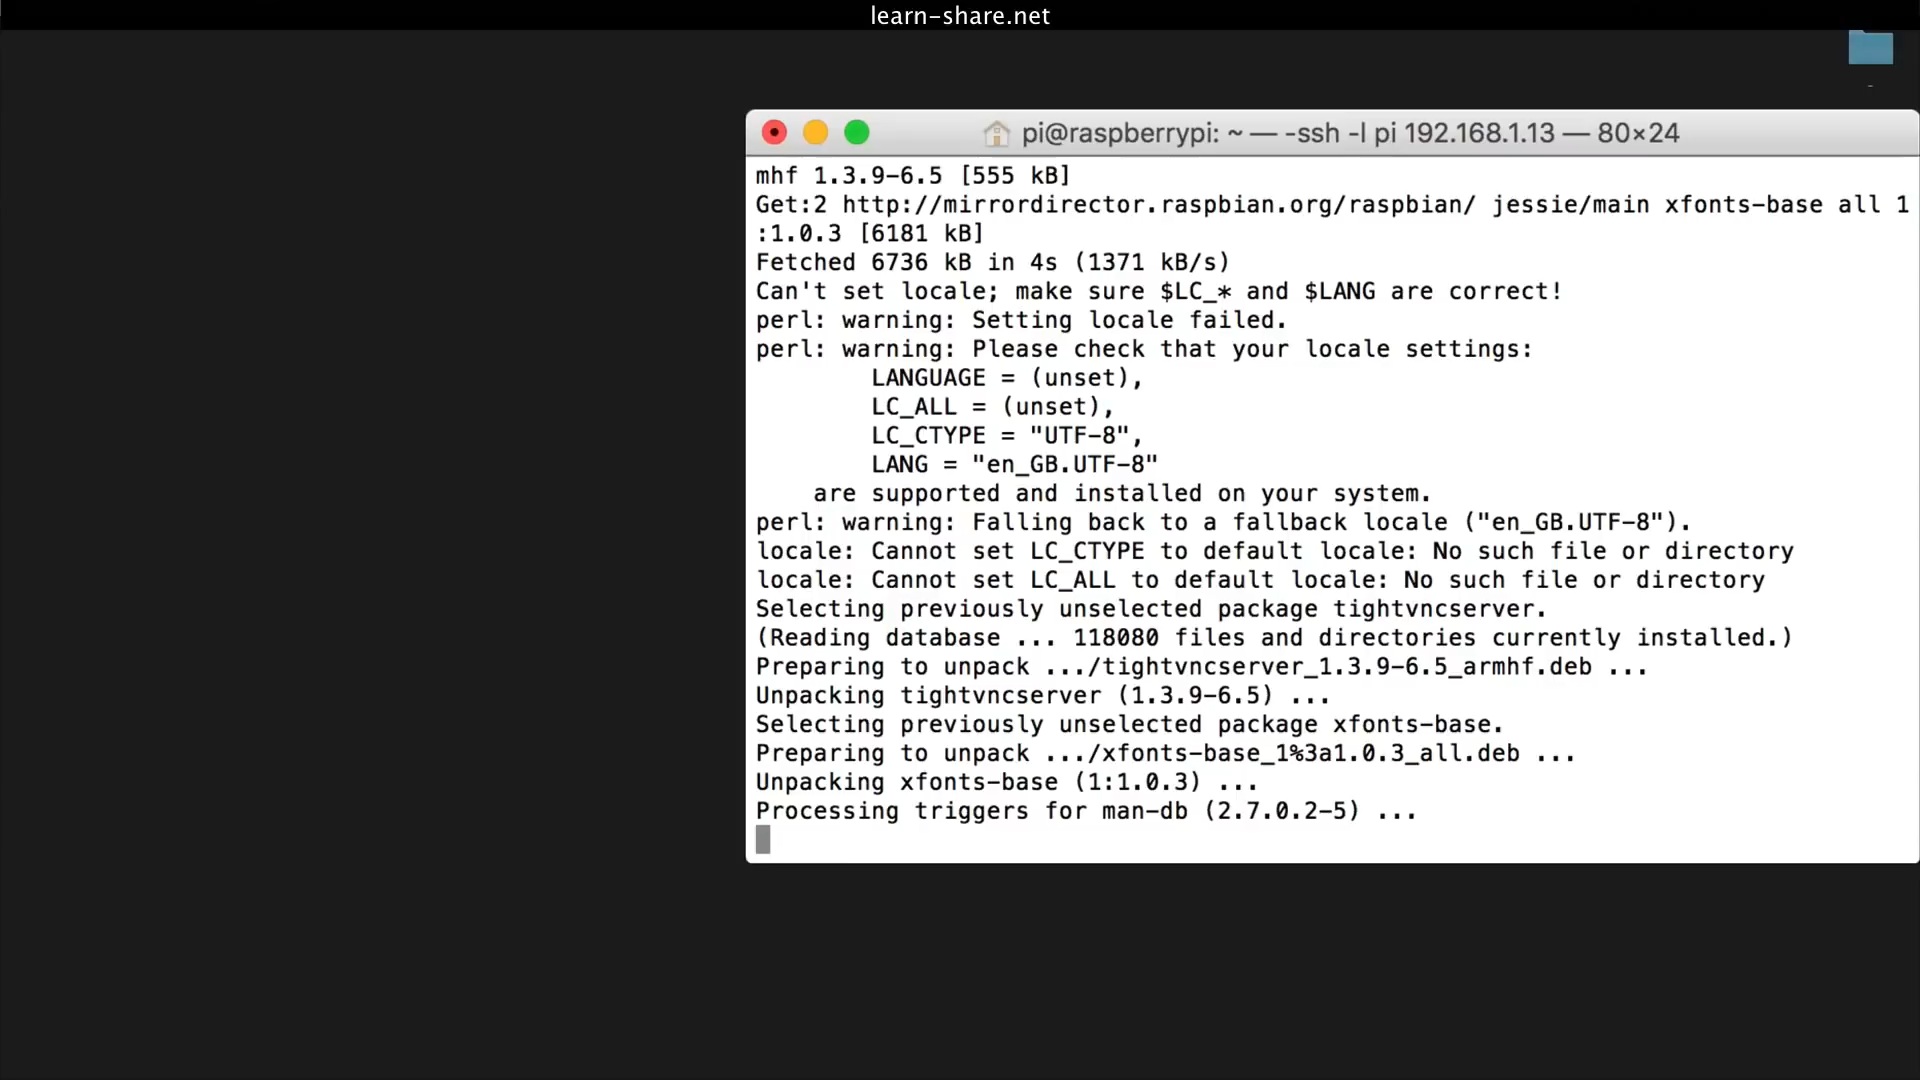 learn-share.net
pi@raspberrypi: ~ — -ssh -l pi 192.168.1.13 — 80×24
mhf 1.3.9-6.5 [555 kB]
Get:2 http://mirrordirector.raspbian.org/raspbian/ jessie/main xfonts-base all 1
:1.0.3 [6181 kB]
Fetched 6736 kB in 4s (1371 kB/s)
Can't set locale; make sure $LC_* and $LANG are correct!
perl: warning: Setting locale failed.
perl: warning: Please check that your locale settings:
        LANGUAGE = (unset),
        LC_ALL = (unset),
        LC_CTYPE = "UTF-8",
        LANG = "en_GB.UTF-8"
    are supported and installed on your system.
perl: warning: Falling back to a fallback locale ("en_GB.UTF-8").
locale: Cannot set LC_CTYPE to default locale: No such file or directory
locale: Cannot set LC_ALL to default locale: No such file or directory
Selecting previously unselected package tightvncserver.
(Reading database ... 118080 files and directories currently installed.)
Preparing to unpack .../tightvncserver_1.3.9-6.5_armhf.deb ...
Unpacking tightvncserver (1.3.9-6.5) ...
Selecting previously unselected package xfonts-base.
Preparing to unpack .../xfonts-base_1%3a1.0.3_all.deb ...
Unpacking xfonts-base (1:1.0.3) ...
Processing triggers for man-db (2.7.0.2-5) ...